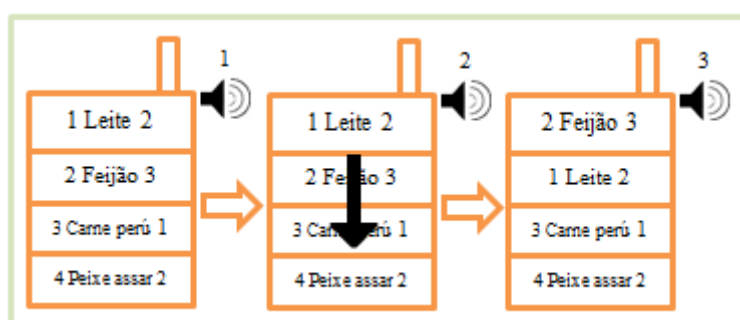 1
1 Leite 2
2 Feijão 3
3 Carne perú 1
4 Peixe assar 2
2
1 Leite 2
2 Feijão 3
3 Carne perú 1
4 Peixe assar 2
3
2 Feijão 3
1 Leite 2
3 Carne perú 1
4 Peixe assar 2